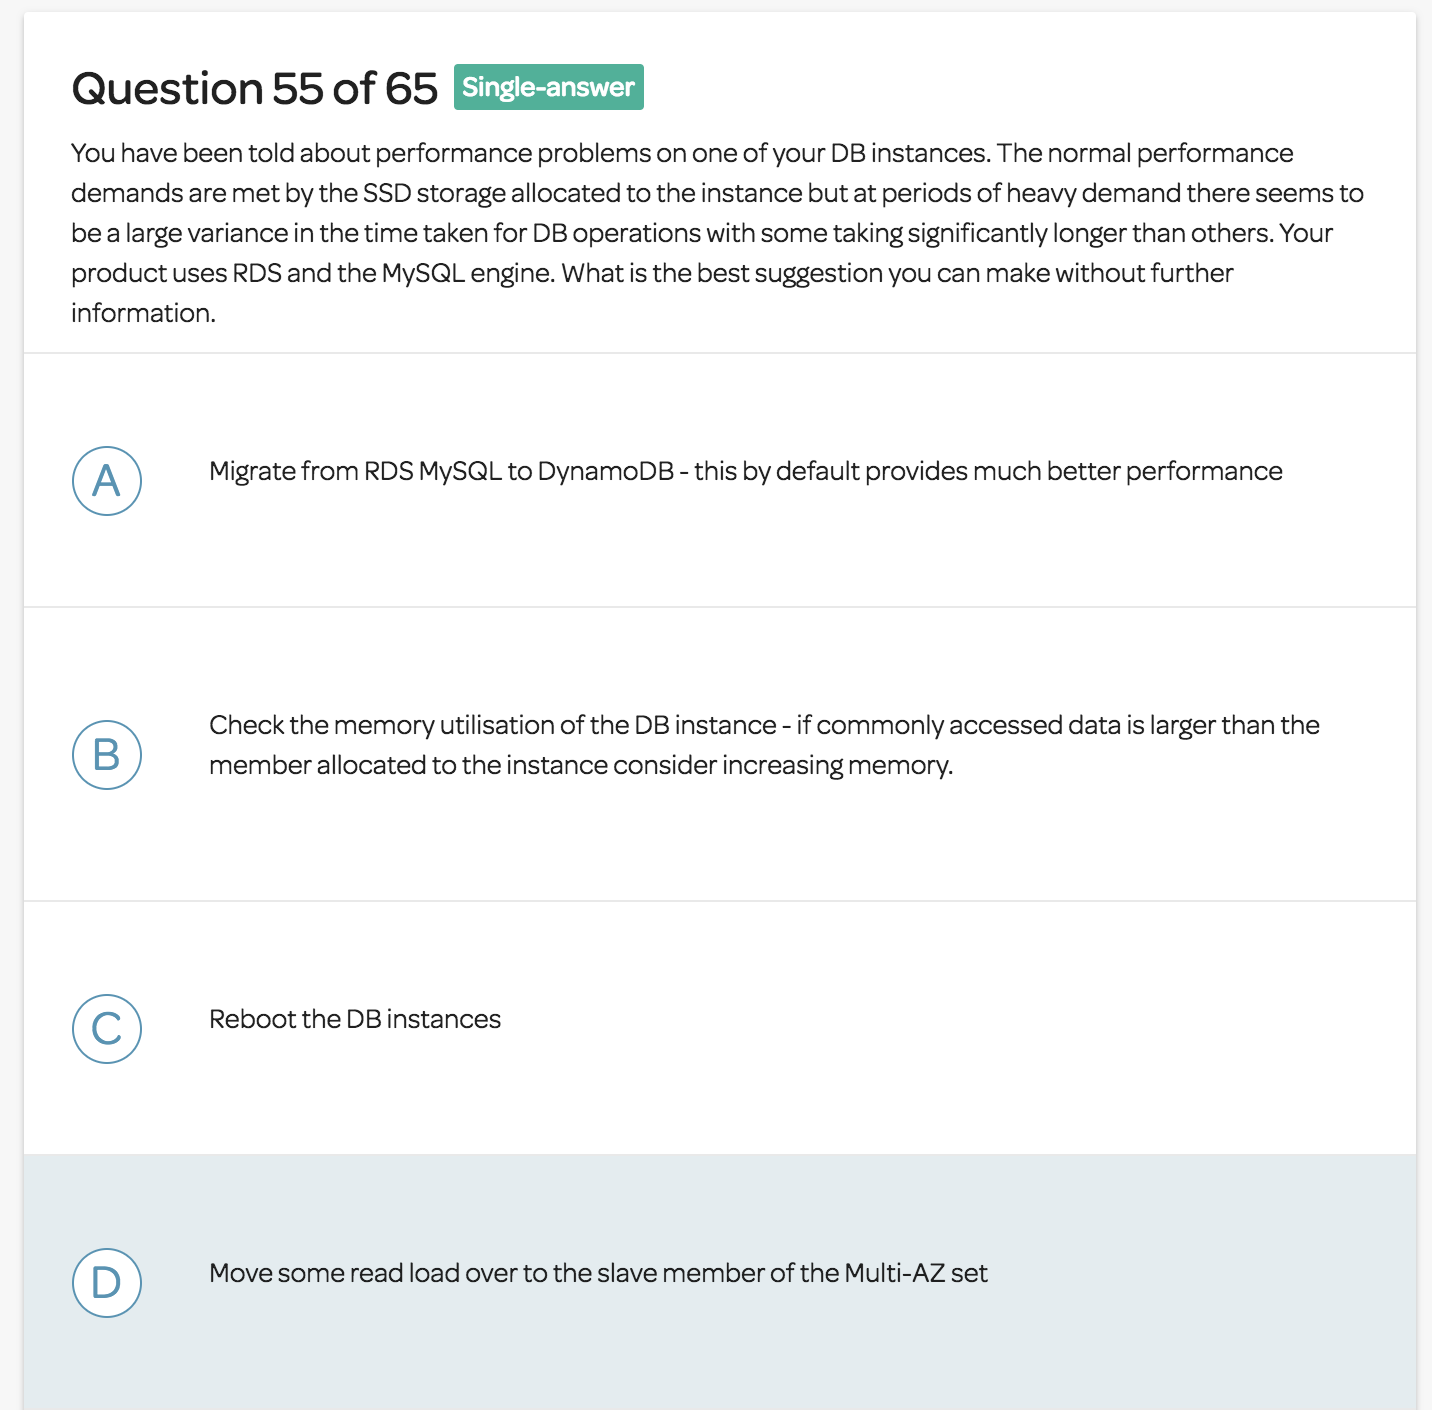 Question 55 of 65 Single-answer
You have been told about performance problems on one of your DB instances. The normal performance
demands are met by the SSD storage allocated to the instance but at periods of heavy demand there seems to
be a large variance in the time taken for DB operations with some taking significantly longer than others. Your
product uses RDS and the MySQL engine. What is the best suggestion you can make without further
information.
A Migrate from RDS MySQL to DynamoDB - this by default provides much better performance
B Check the memory utilisation of the DB instance - if commonly accessed data is larger than the
member allocated to the instance consider increasing memory.
C Reboot the DB instances
D Move some read load over to the slave member of the Multi-AZ set